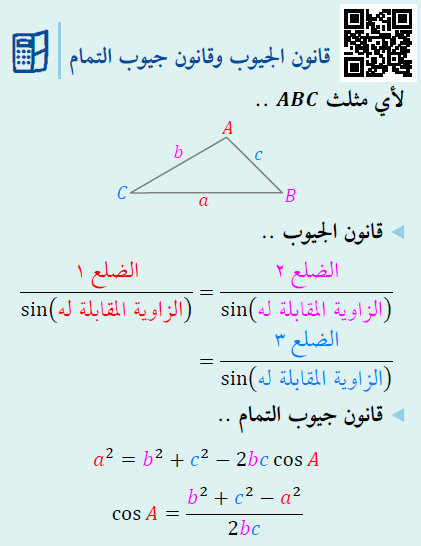 قانون الجيوب وقانون جيوب التمام
لأي مثلث ABC ..
A
b c
C a B
قانون الجيوب ..
الضلع ١ / sin(الزاوية المقابلة له) = الضلع ٢ / sin(الزاوية المقابلة له)
= الضلع ٣ / sin(الزاوية المقابلة له)
قانون جيوب التمام ..
a² = b² + c² − 2bc cos A
cos A = (b² + c² − a²) / 2bc